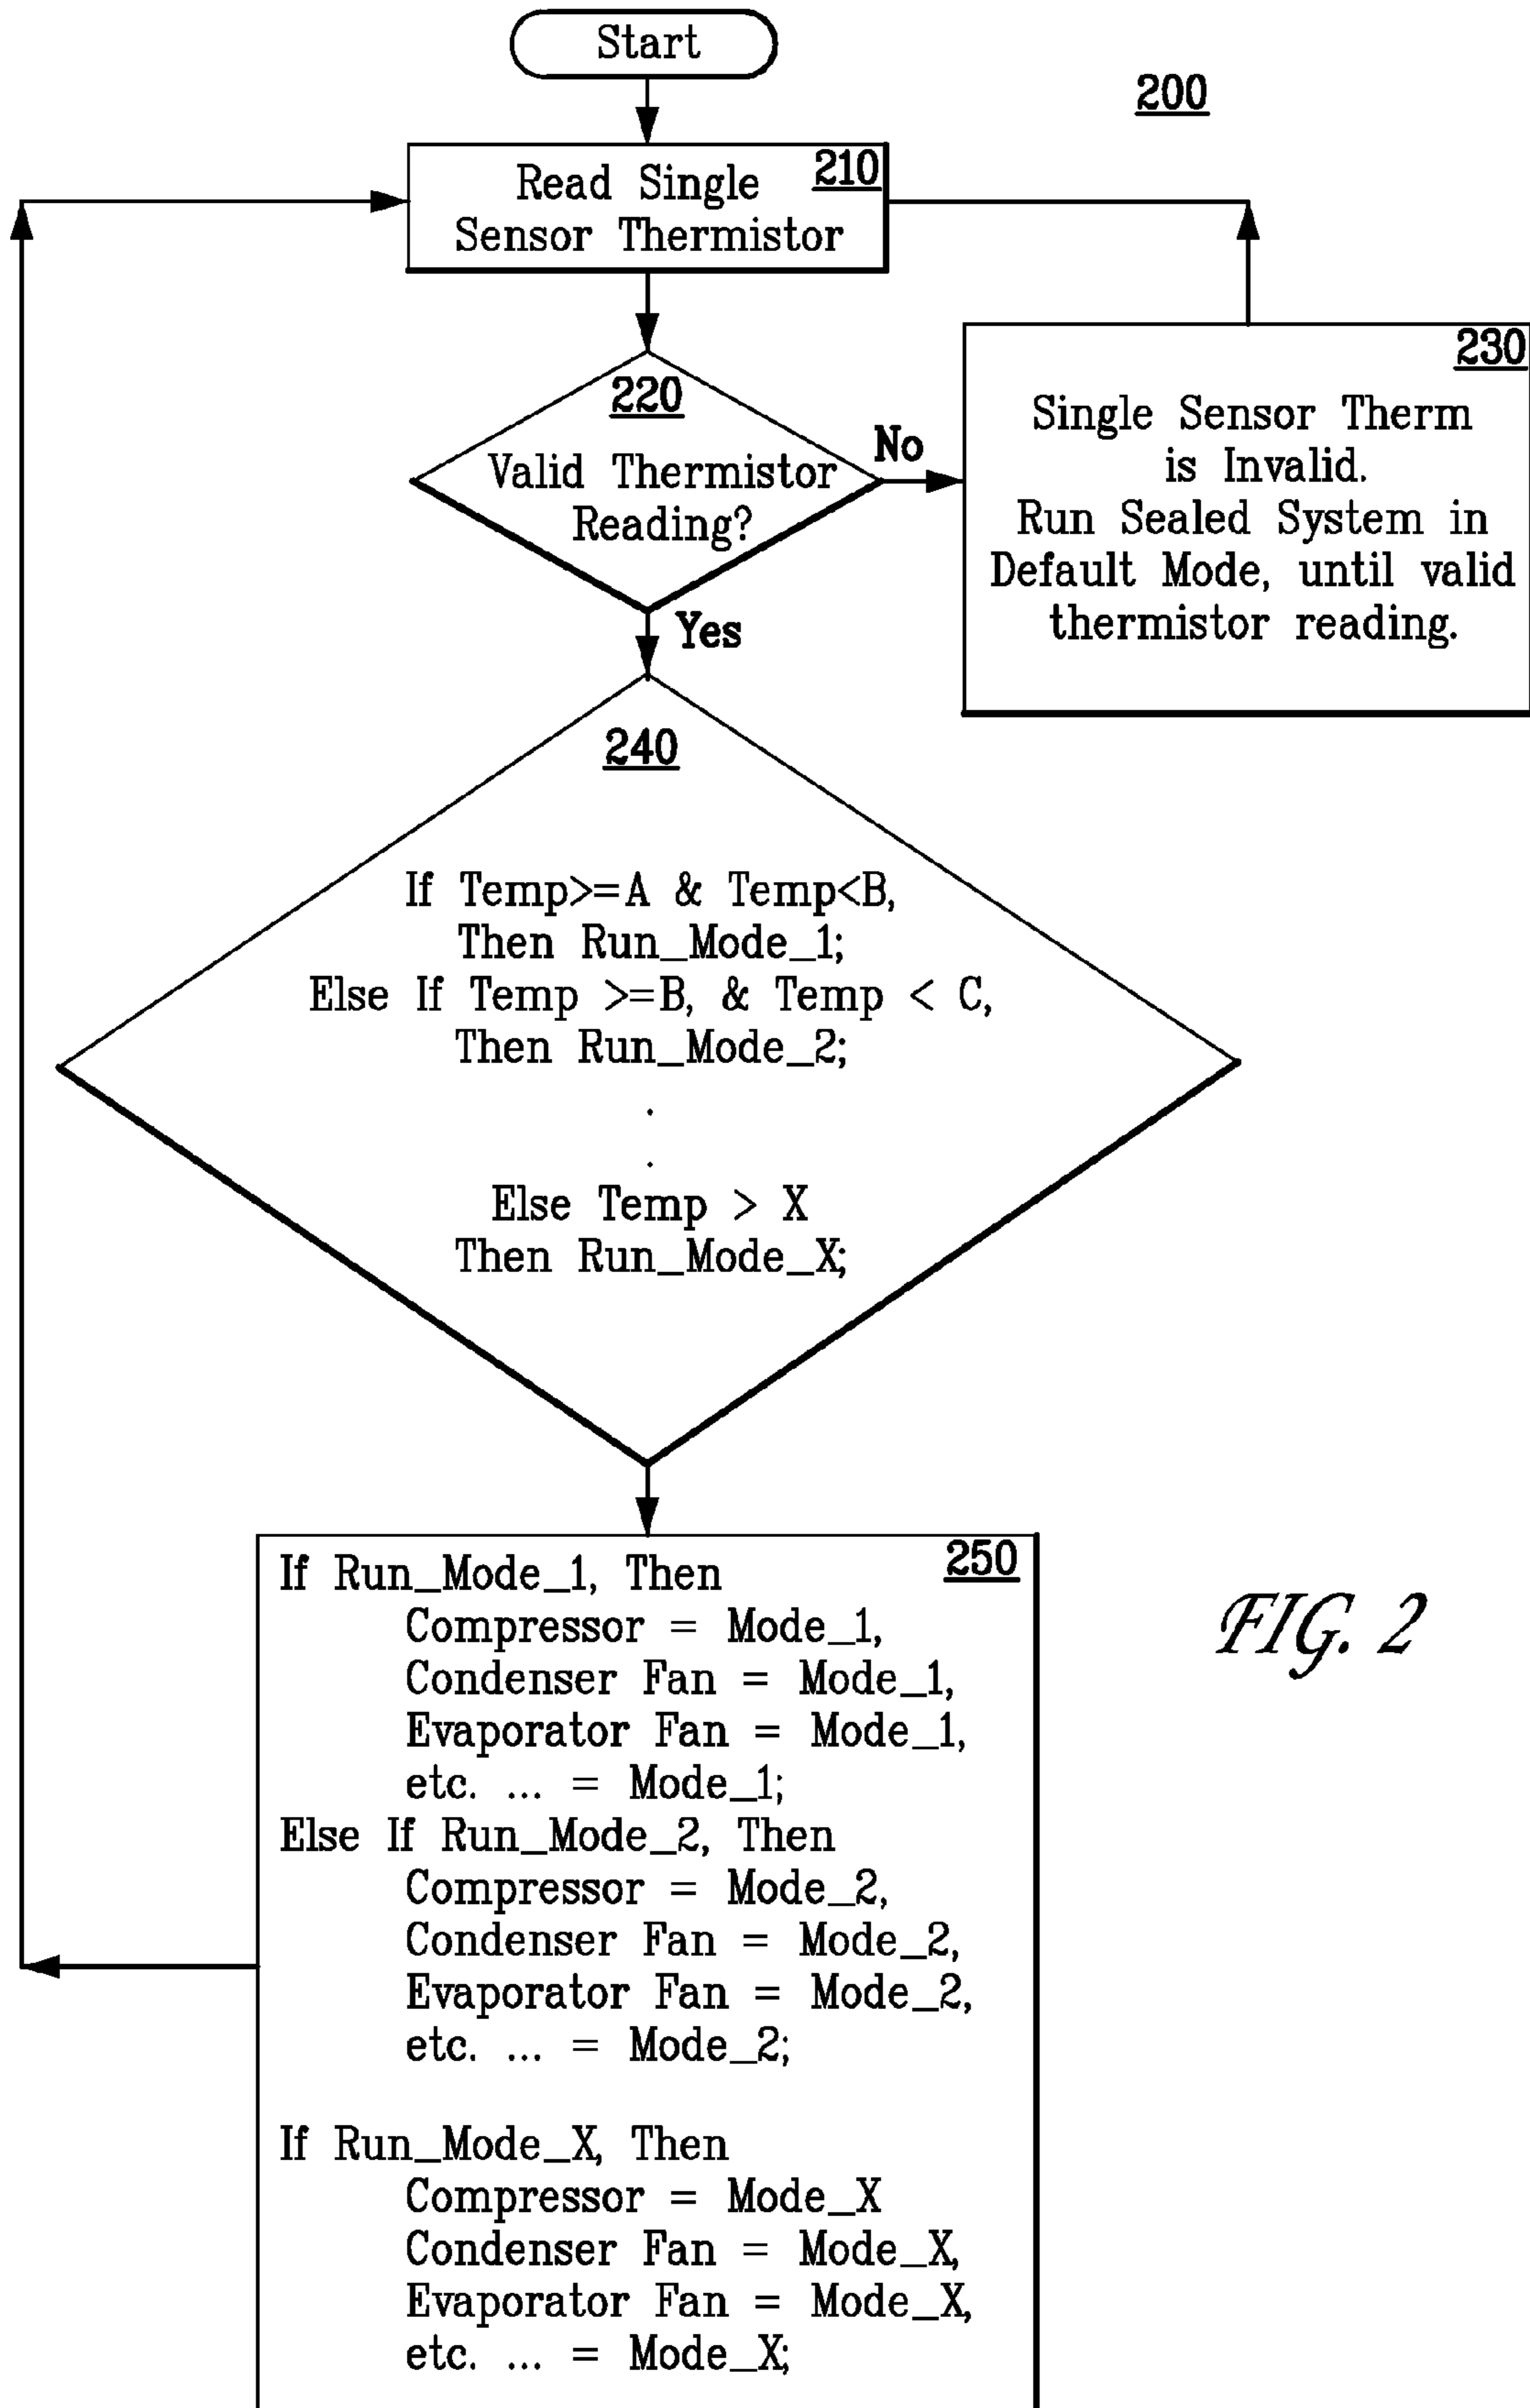 Start
200
210
Read Single
Sensor Thermistor
220
Valid Thermistor
Reading?
No
Yes
230
Single Sensor Therm
is Invalid.
Run Sealed System in
Default Mode, until valid
thermistor reading.
240
If Temp>=A & Temp<B,
Then Run_Mode_1;
Else If Temp >=B, & Temp < C,
Then Run_Mode_2;
.
.
Else Temp > X
Then Run_Mode_X;
250
If Run_Mode_1, Then
Compressor = Mode_1,
Condenser Fan = Mode_1,
Evaporator Fan = Mode_1,
etc. ... = Mode_1;
Else If Run_Mode_2, Then
Compressor = Mode_2,
Condenser Fan = Mode_2,
Evaporator Fan = Mode_2,
etc. ... = Mode_2;
If Run_Mode_X, Then
Compressor = Mode_X
Condenser Fan = Mode_X,
Evaporator Fan = Mode_X,
etc. ... = Mode_X;
FIG. 2